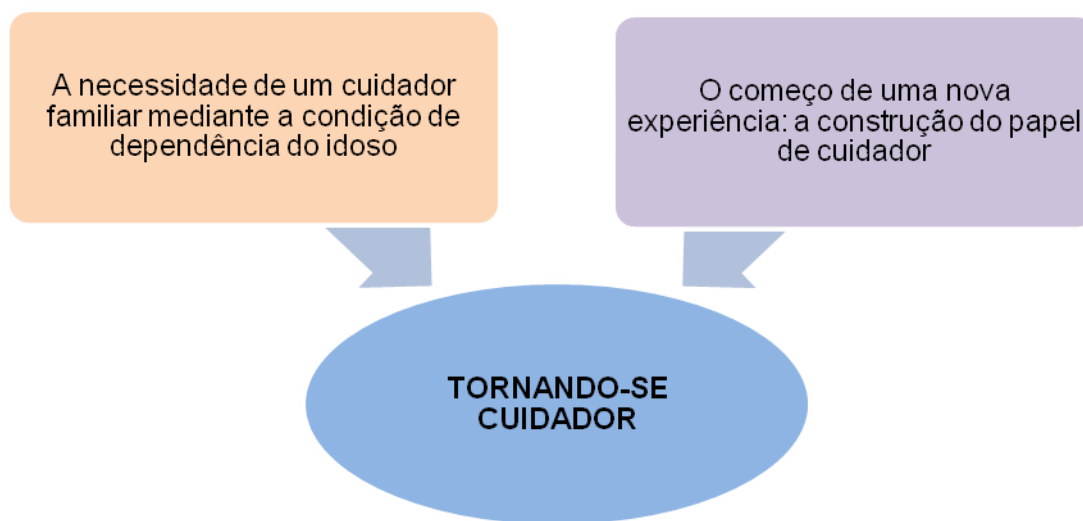 A necessidade de um cuidador
familiar mediante a condição de
dependência do idoso
O começo de uma nova
experiência: a construção do papel
de cuidador
TORNANDO-SE
CUIDADOR